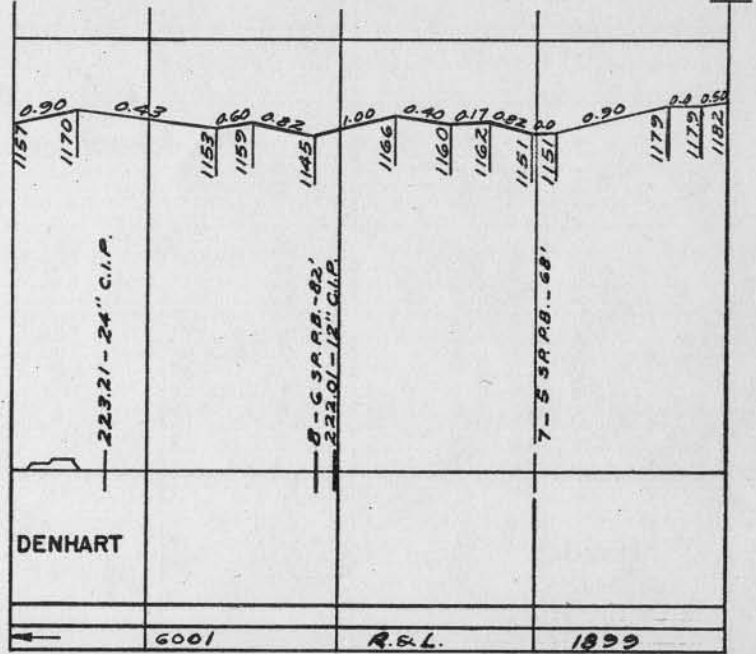 0.90 0.43 0.60 0.82 1.00 0.40 0.17 0.82 0.0 0.90 0.0 0.50
1157 1170 1153 1159 1145 1166 1160 1162 1151 1151 1179 1179 1182
223.21 - 24" C.I.P.
8 - 6 SP. P.B. - 82'
222.01 - 12" C.I.P.
7 - 5 SP. P.B. - 68'
DENHART
6001 R.& L. 1899